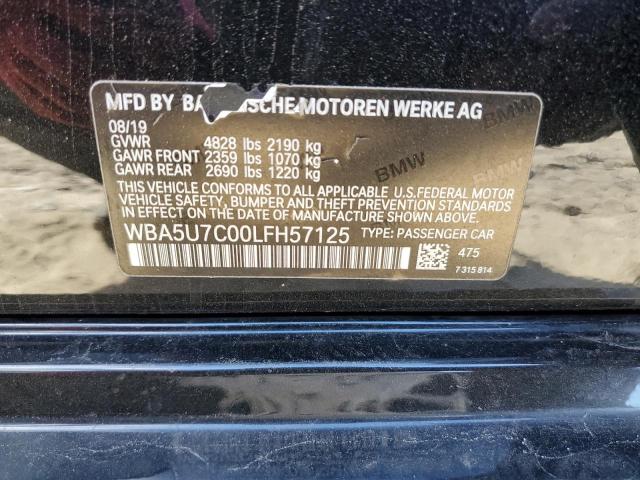 MFD BY BA ISCHE MOTOREN WERKE AG
08/19
GVWR 4828 lbs 2190 kg
GAWR FRONT 2359 lbs 1070 kg
GAWR REAR 2690 lbs 1220 kg
THIS VEHICLE CONFORMS TO ALL APPLICABLE U.S.FEDERAL MOTOR
VEHICLE SAFETY, BUMPER AND THEFT PREVENTION STANDARDS
IN EFFECT ON THE DATE OF MANUFACTURE SHOWN ABOVE.
WBA5U7C00LFH57125 TYPE: PASSENGER CAR
475
7 315 814
BMW
BMW